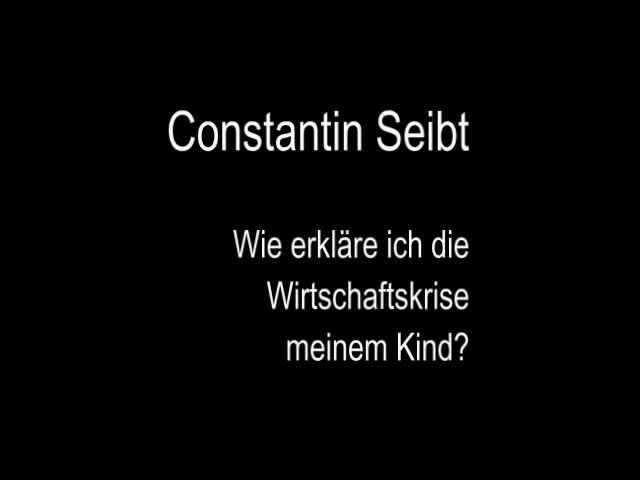 Constantin Seibt
Wie erkläre ich die
Wirtschaftskrise
meinem Kind?